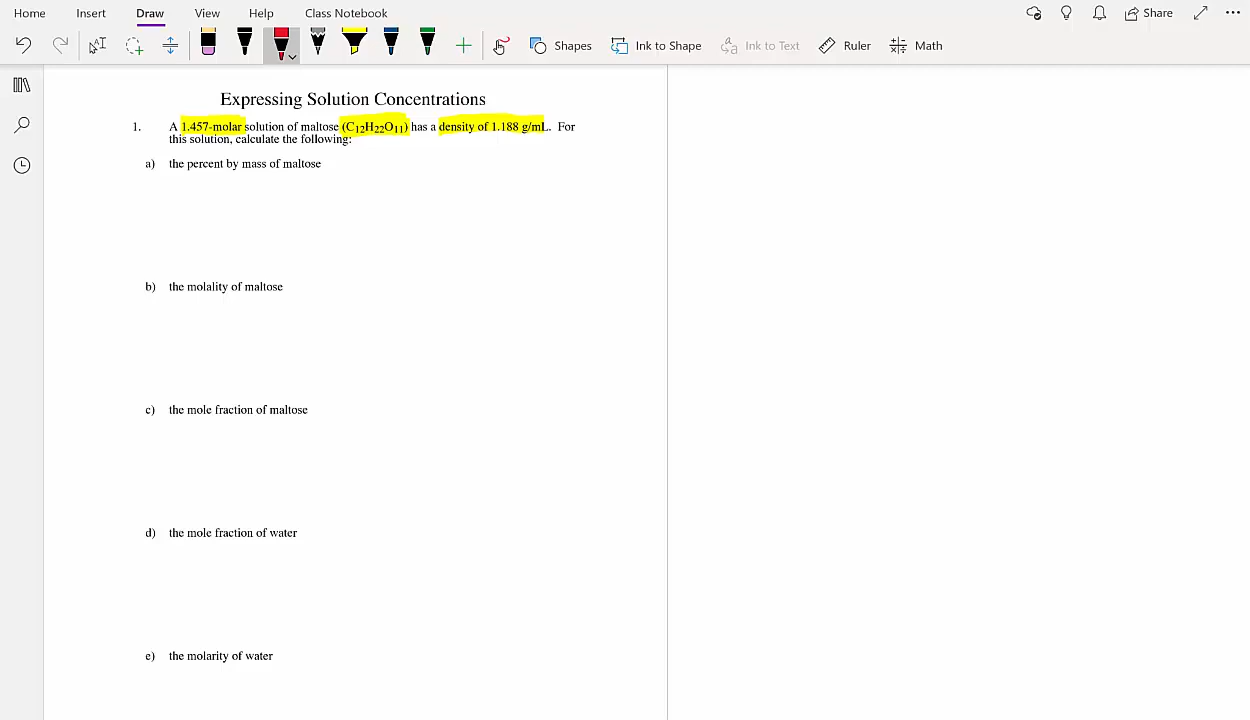 Home Insert Draw View Help Class Notebook Share
Shapes Ink to Shape Ink to Text Ruler Math
Expressing Solution Concentrations
1. A 1.457-molar solution of maltose (C₁₂H₂₂O₁₁) has a density of 1.188 g/mL. For
this solution, calculate the following:
a) the percent by mass of maltose
b) the molality of maltose
c) the mole fraction of maltose
d) the mole fraction of water
e) the molarity of water